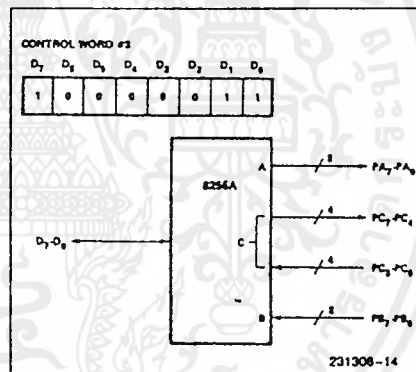 CONTROL WORD #3
D₇ D₆ D₅ D₄ D₃ D₂ D₁ D₀
1 0 0 0 0 0 1 1
8255A
A 8 PA₇-PA₀
4 PC₇-PC₄
D₇-D₀ C
4 PC₃-PC₀
B 8 PB₇-PB₀
231308-14